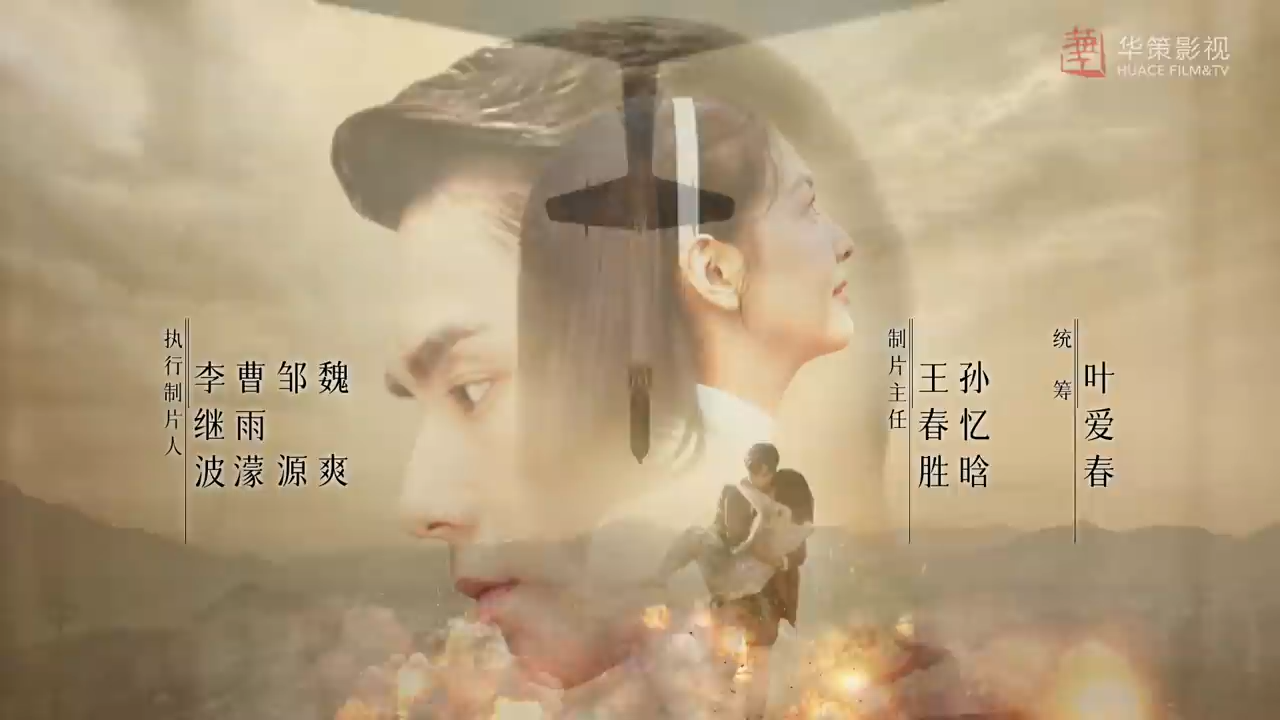 華
华策影视
HUACE FILM&TV
执行制片人
李继波
曹雨濛
邹源
魏爽
制片主任
王春胜
孙忆晗
统筹
叶爱春